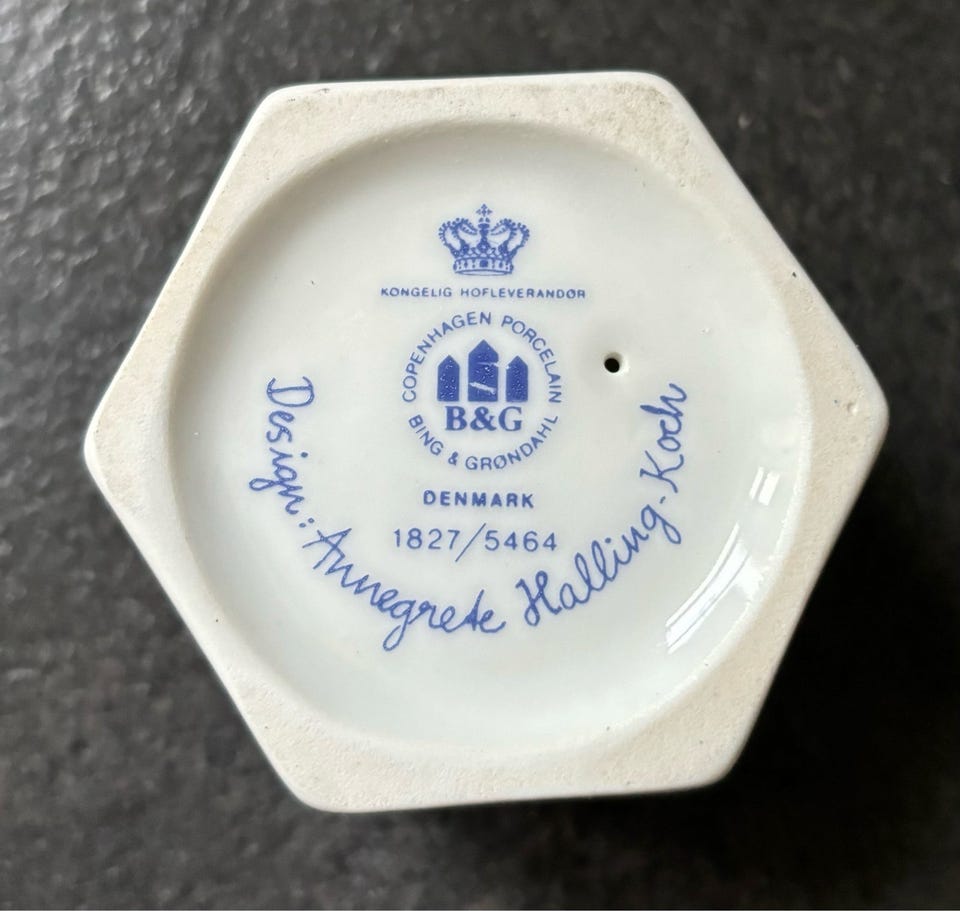 KONGELIG HOFLEVERANDØR
COPENHAGEN PORCELAIN
B&G
BING & GRØNDAHL
DENMARK
1827/5464
Design: Annegrete Halling-Koch